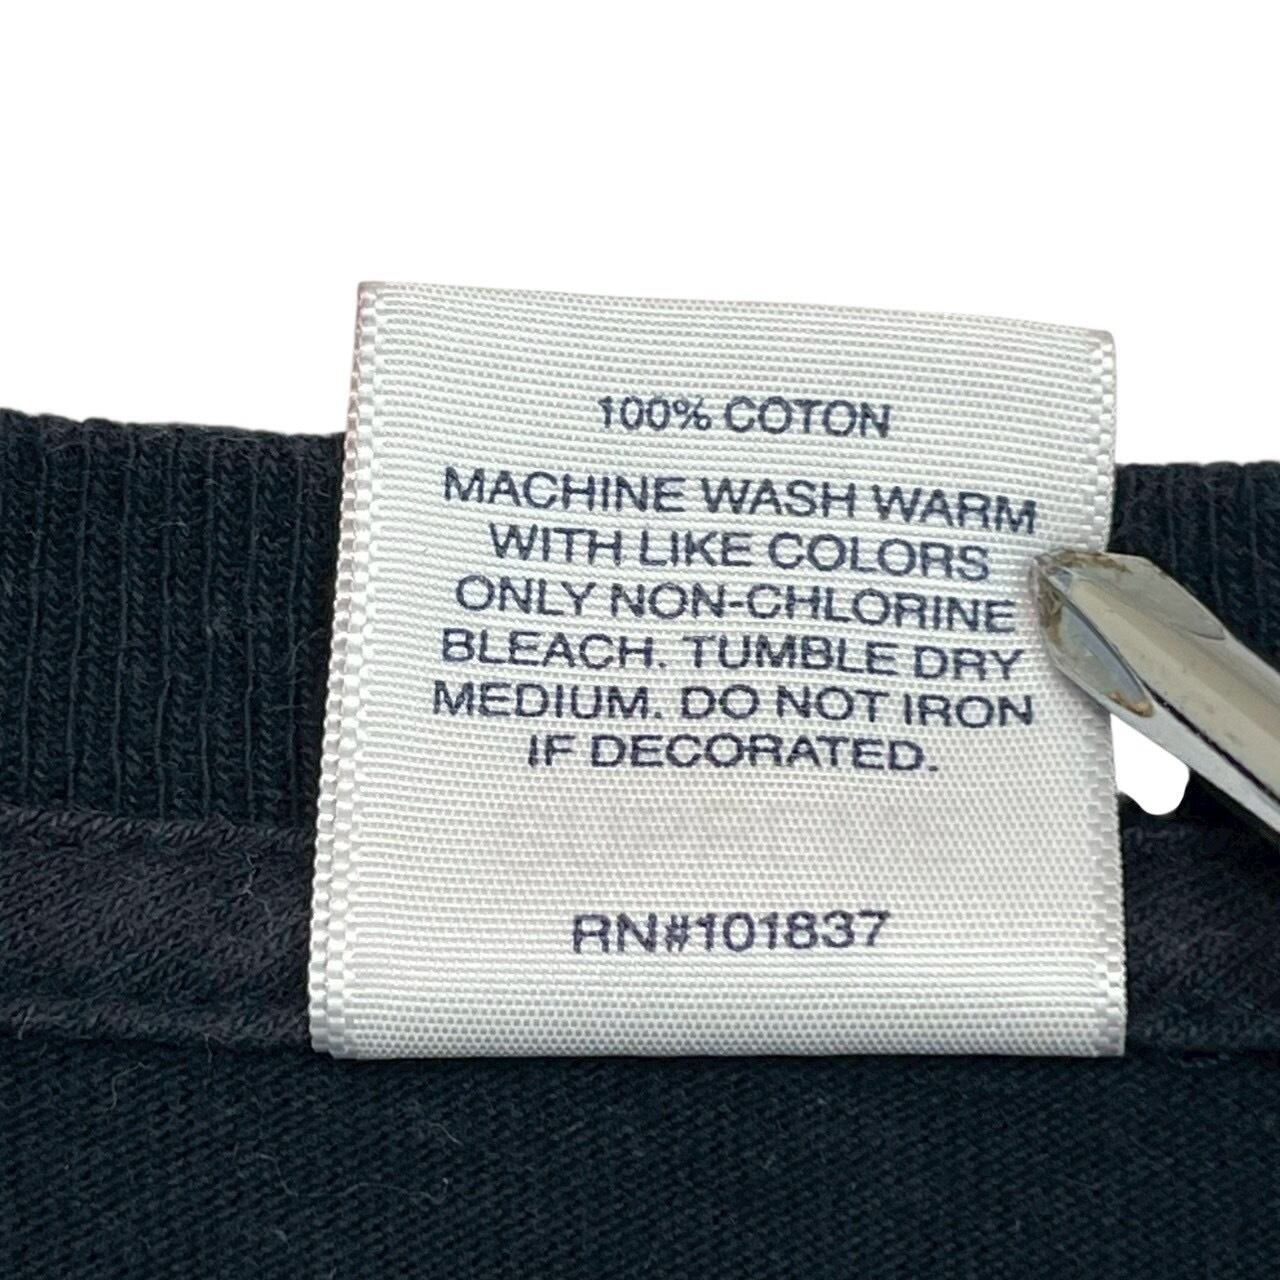 100% COTON
MACHINE WASH WARM
WITH LIKE COLORS
ONLY NON-CHLORINE
BLEACH. TUMBLE DRY
MEDIUM. DO NOT IRON
IF DECORATED.
RN#101837